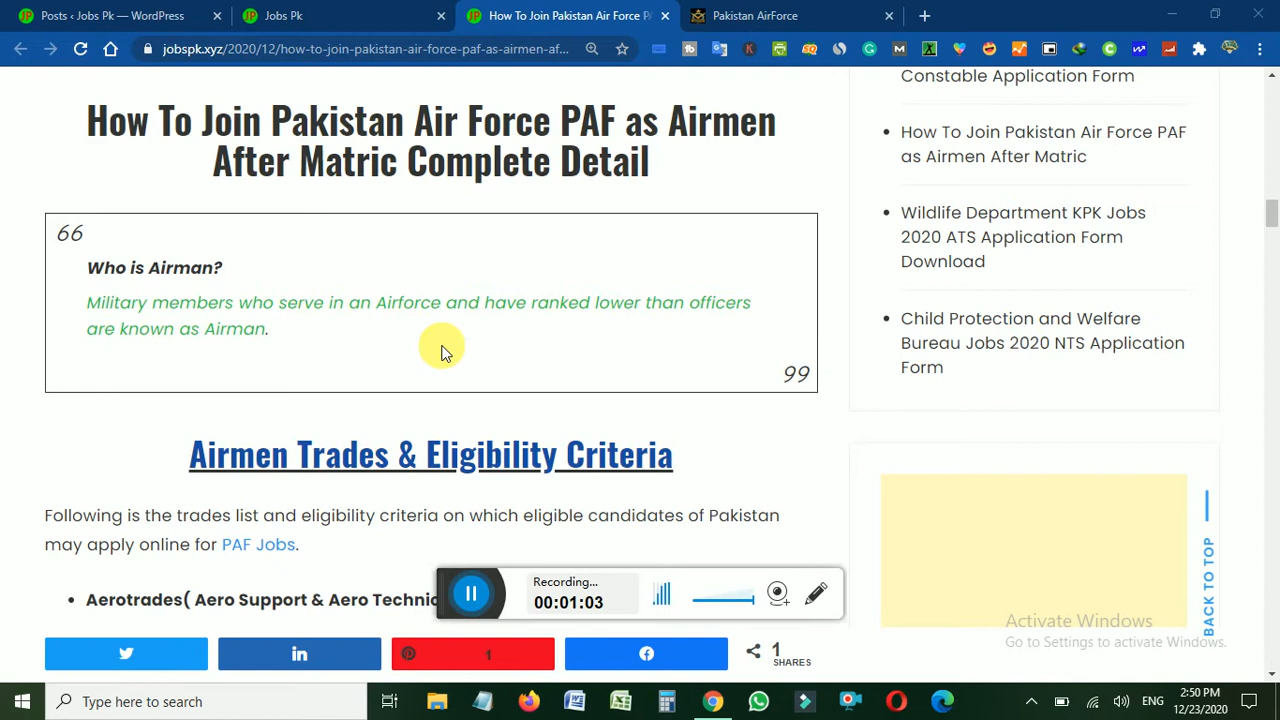 Posts ‹ Jobs Pk — WordPress
Jobs Pk
How To Join Pakistan Air Force P
Pakistan AirForce
jobspk.xyz/2020/12/how-to-join-pakistan-air-force-paf-as-airmen-af...
How To Join Pakistan Air Force PAF as Airmen
After Matric Complete Detail
66
Who is Airman?
Military members who serve in an Airforce and have ranked lower than officers
are known as Airman.
99
Airmen Trades & Eligibility Criteria
Following is the trades list and eligibility criteria on which eligible candidates of Pakistan
may apply online for PAF Jobs.
• Aerotrades( Aero Support & Aero Technic
Constable Application Form
• How To Join Pakistan Air Force PAF
as Airmen After Matric
• Wildlife Department KPK Jobs
2020 ATS Application Form
Download
• Child Protection and Welfare
Bureau Jobs 2020 NTS Application
Form
BACK TO TOP
Recording...
00:01:03
Activate Windows
Go to Settings to activate Windows.
1
1
SHARES
Type here to search
ENG
2:50 PM
12/23/2020